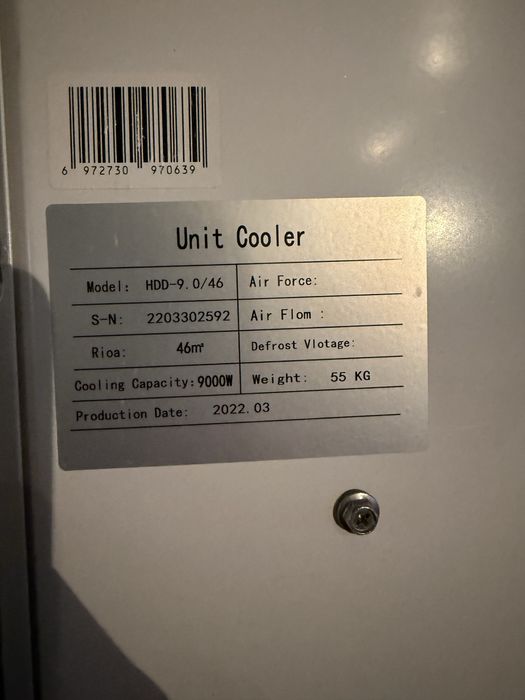 6 972730 970639
Unit Cooler
Model: HDD-9.0/46 Air Force:
S-N: 2203302592 Air Flom :
Rioa: 46㎡ Defrost Vlotage:
Cooling Capacity: 9000W Weight: 55 KG
Production Date: 2022.03